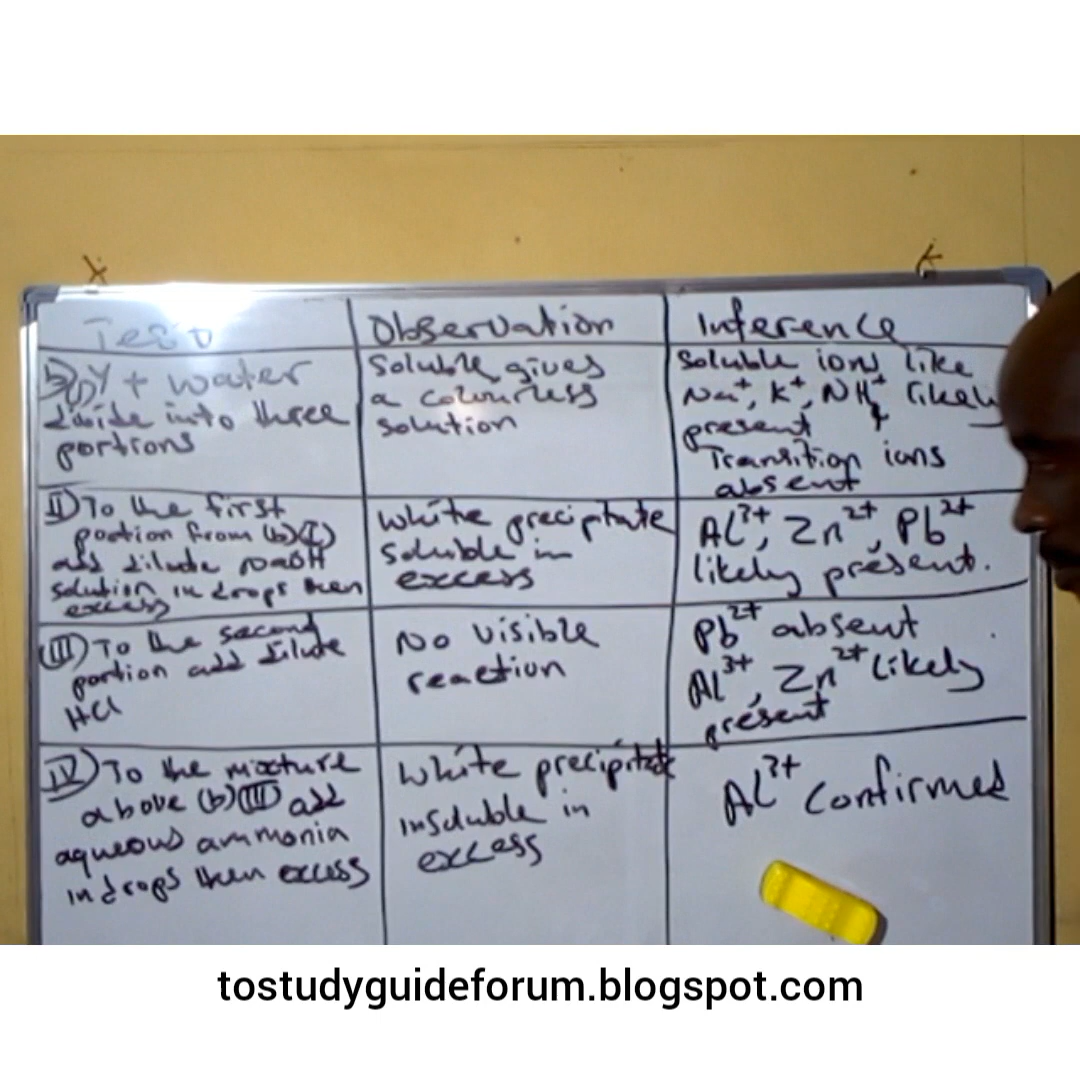 Test Observation Inference
b)(I) Y + water
divide into three
portions
Soluble, gives
a colourless
solution
Soluble ions like
Na⁺, K⁺, NH₄⁺ likely
present &
Transition ions
absent
(II) To the first
portion from (b)(I)
add dilute NaOH
solution in drops then
excess
White precipitate
soluble in
excess
Al³⁺, Zn²⁺, Pb²⁺
likely present.
(III) To the second
portion add dilute
HCl
No visible
reaction
Pb²⁺ absent
Al³⁺, Zn²⁺ likely
present
(IV) To the mixture
above (b)(III) add
aqueous ammonia
in drops then excess
White precipitate
insoluble in
excess
Al³⁺ confirmed
tostudyguideforum.blogspot.com